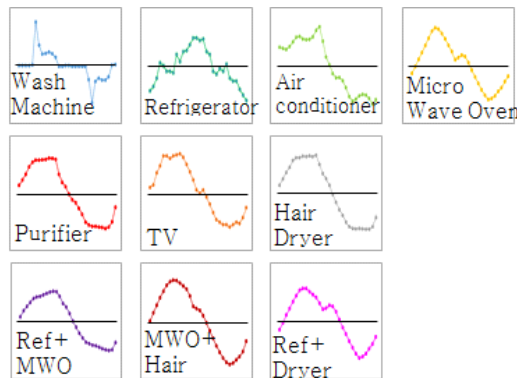 Wash
Machine
Refrigerator
Air
conditioner
Micro
Wave Oven
Purifier
TV
Hair
Dryer
Ref+
MWO
MWO+
Hair
Ref+
Dryer